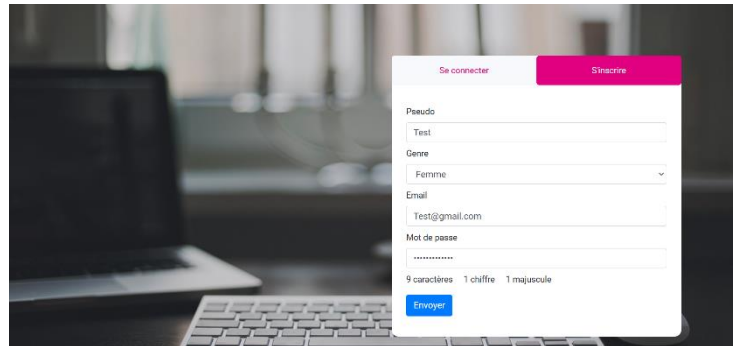 Se connecter S'inscrire
Pseudo
Test
Genre
Femme
Email
Test@gmail.com
Mot de passe
•••••••••••••
9 caractères 1 chiffre 1 majuscule
Envoyer